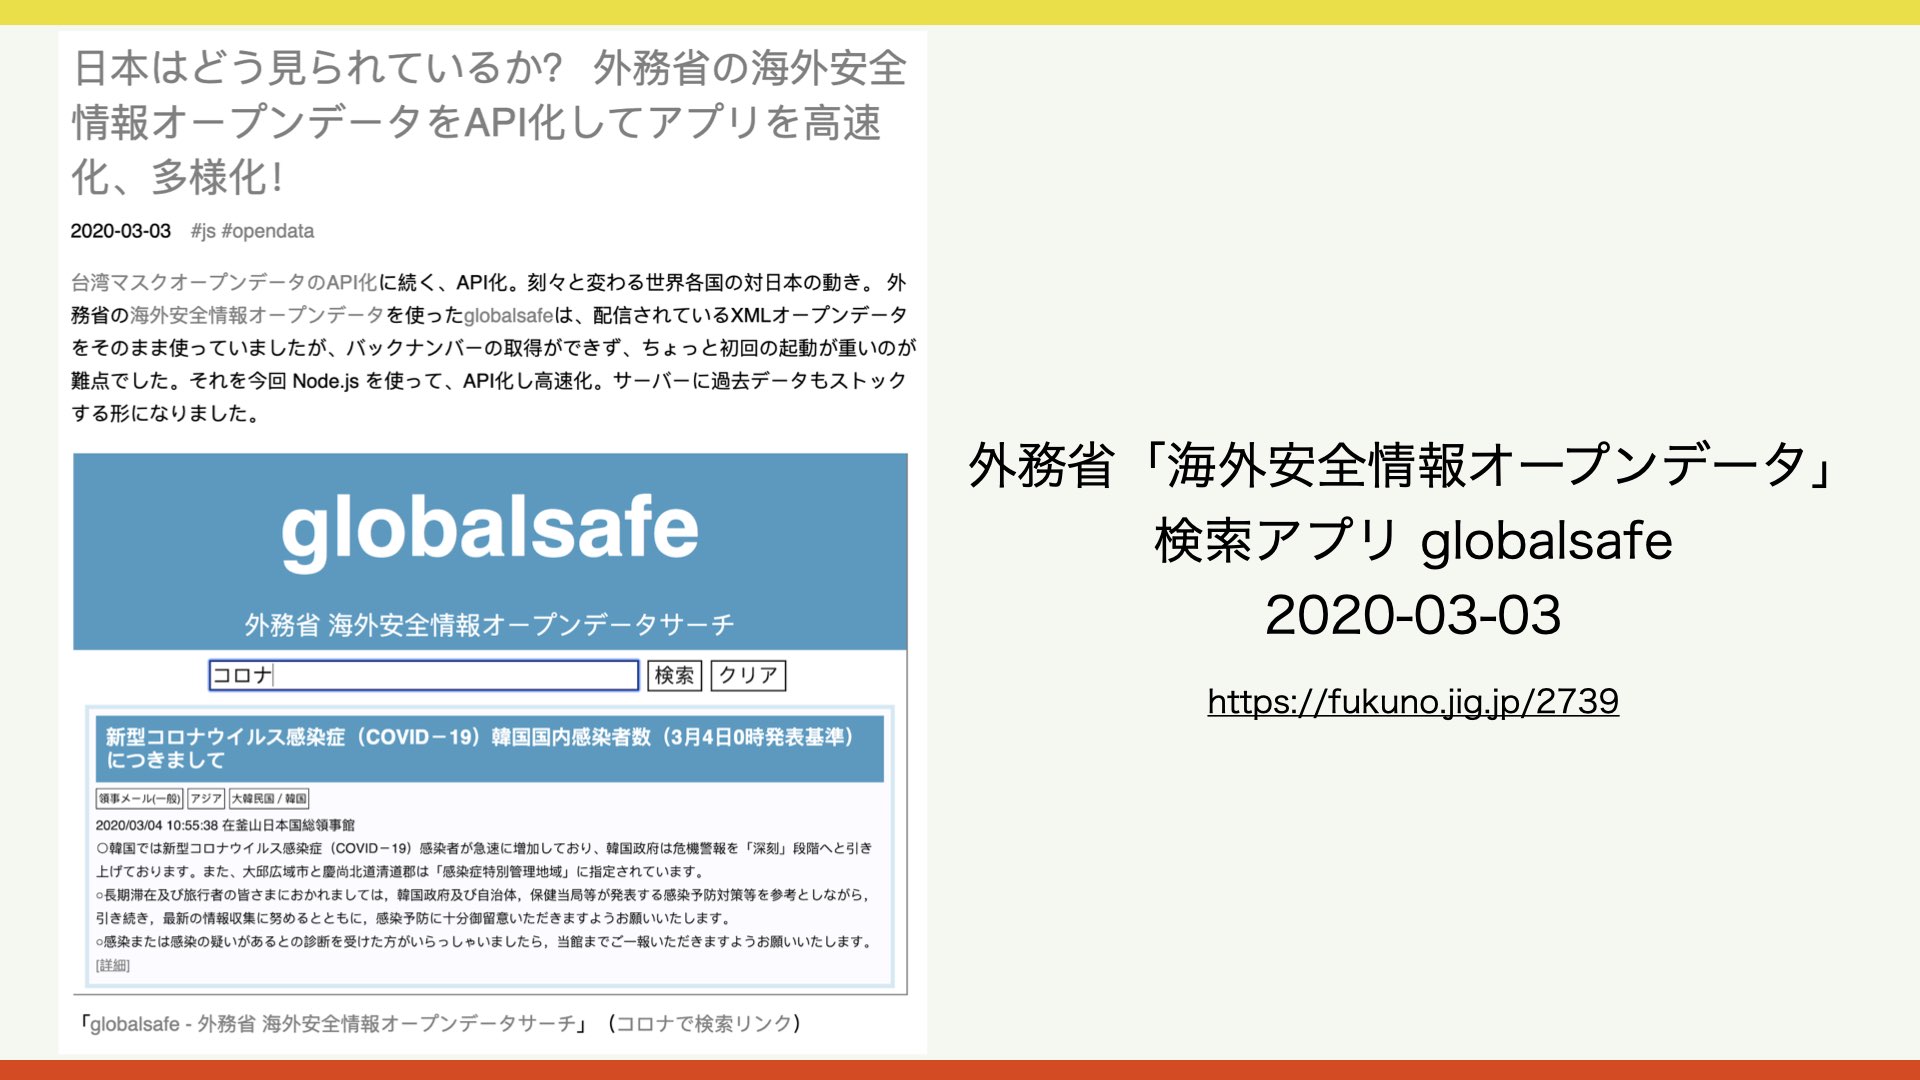 日本はどう見られているか? 外務省の海外安全
情報オープンデータをAPI化してアプリを高速
化、多様化!
2020-03-03 #js #opendata
台湾マスクオープンデータのAPI化に続く、API化。刻々と変わる世界各国の対日本の動き。 外
務省の海外安全情報オープンデータを使ったglobalsafeは、配信されているXMLオープンデータ
をそのまま使っていましたが、バックナンバーの取得ができず、ちょっと初回の起動が重いのが
難点でした。それを今回 Node.js を使って、API化し高速化。サーバーに過去データもストック
する形になりました。
globalsafe
外務省 海外安全情報オープンデータサーチ
コロナ 検索 クリア
新型コロナウイルス感染症（COVID－19）韓国国内感染者数（3月4日0時発表基準）
につきまして
領事メール(一般) アジア 大韓民国 / 韓国
2020/03/04 10:55:38 在釜山日本国総領事館
○韓国では新型コロナウイルス感染症（COVID－19）感染者が急速に増加しており、韓国政府は危機警報を「深刻」段階へと引き
上げております。また、大邱広域市と慶尚北道清道郡は「感染症特別管理地域」に指定されています。
○長期滞在及び旅行者の皆さまにおかれましては，韓国政府及び自治体，保健当局等が発表する感染予防対策等を参考としながら，
引き続き，最新の情報収集に努めるとともに，感染予防に十分御留意いただきますようお願いいたします。
○感染または感染の疑いがあるとの診断を受けた方がいらっしゃいましたら，当館までご一報いただきますようお願いいたします。
[詳細]
「globalsafe - 外務省 海外安全情報オープンデータサーチ」（コロナで検索リンク）
外務省「海外安全情報オープンデータ」
検索アプリ globalsafe
2020-03-03
https://fukuno.jig.jp/2739